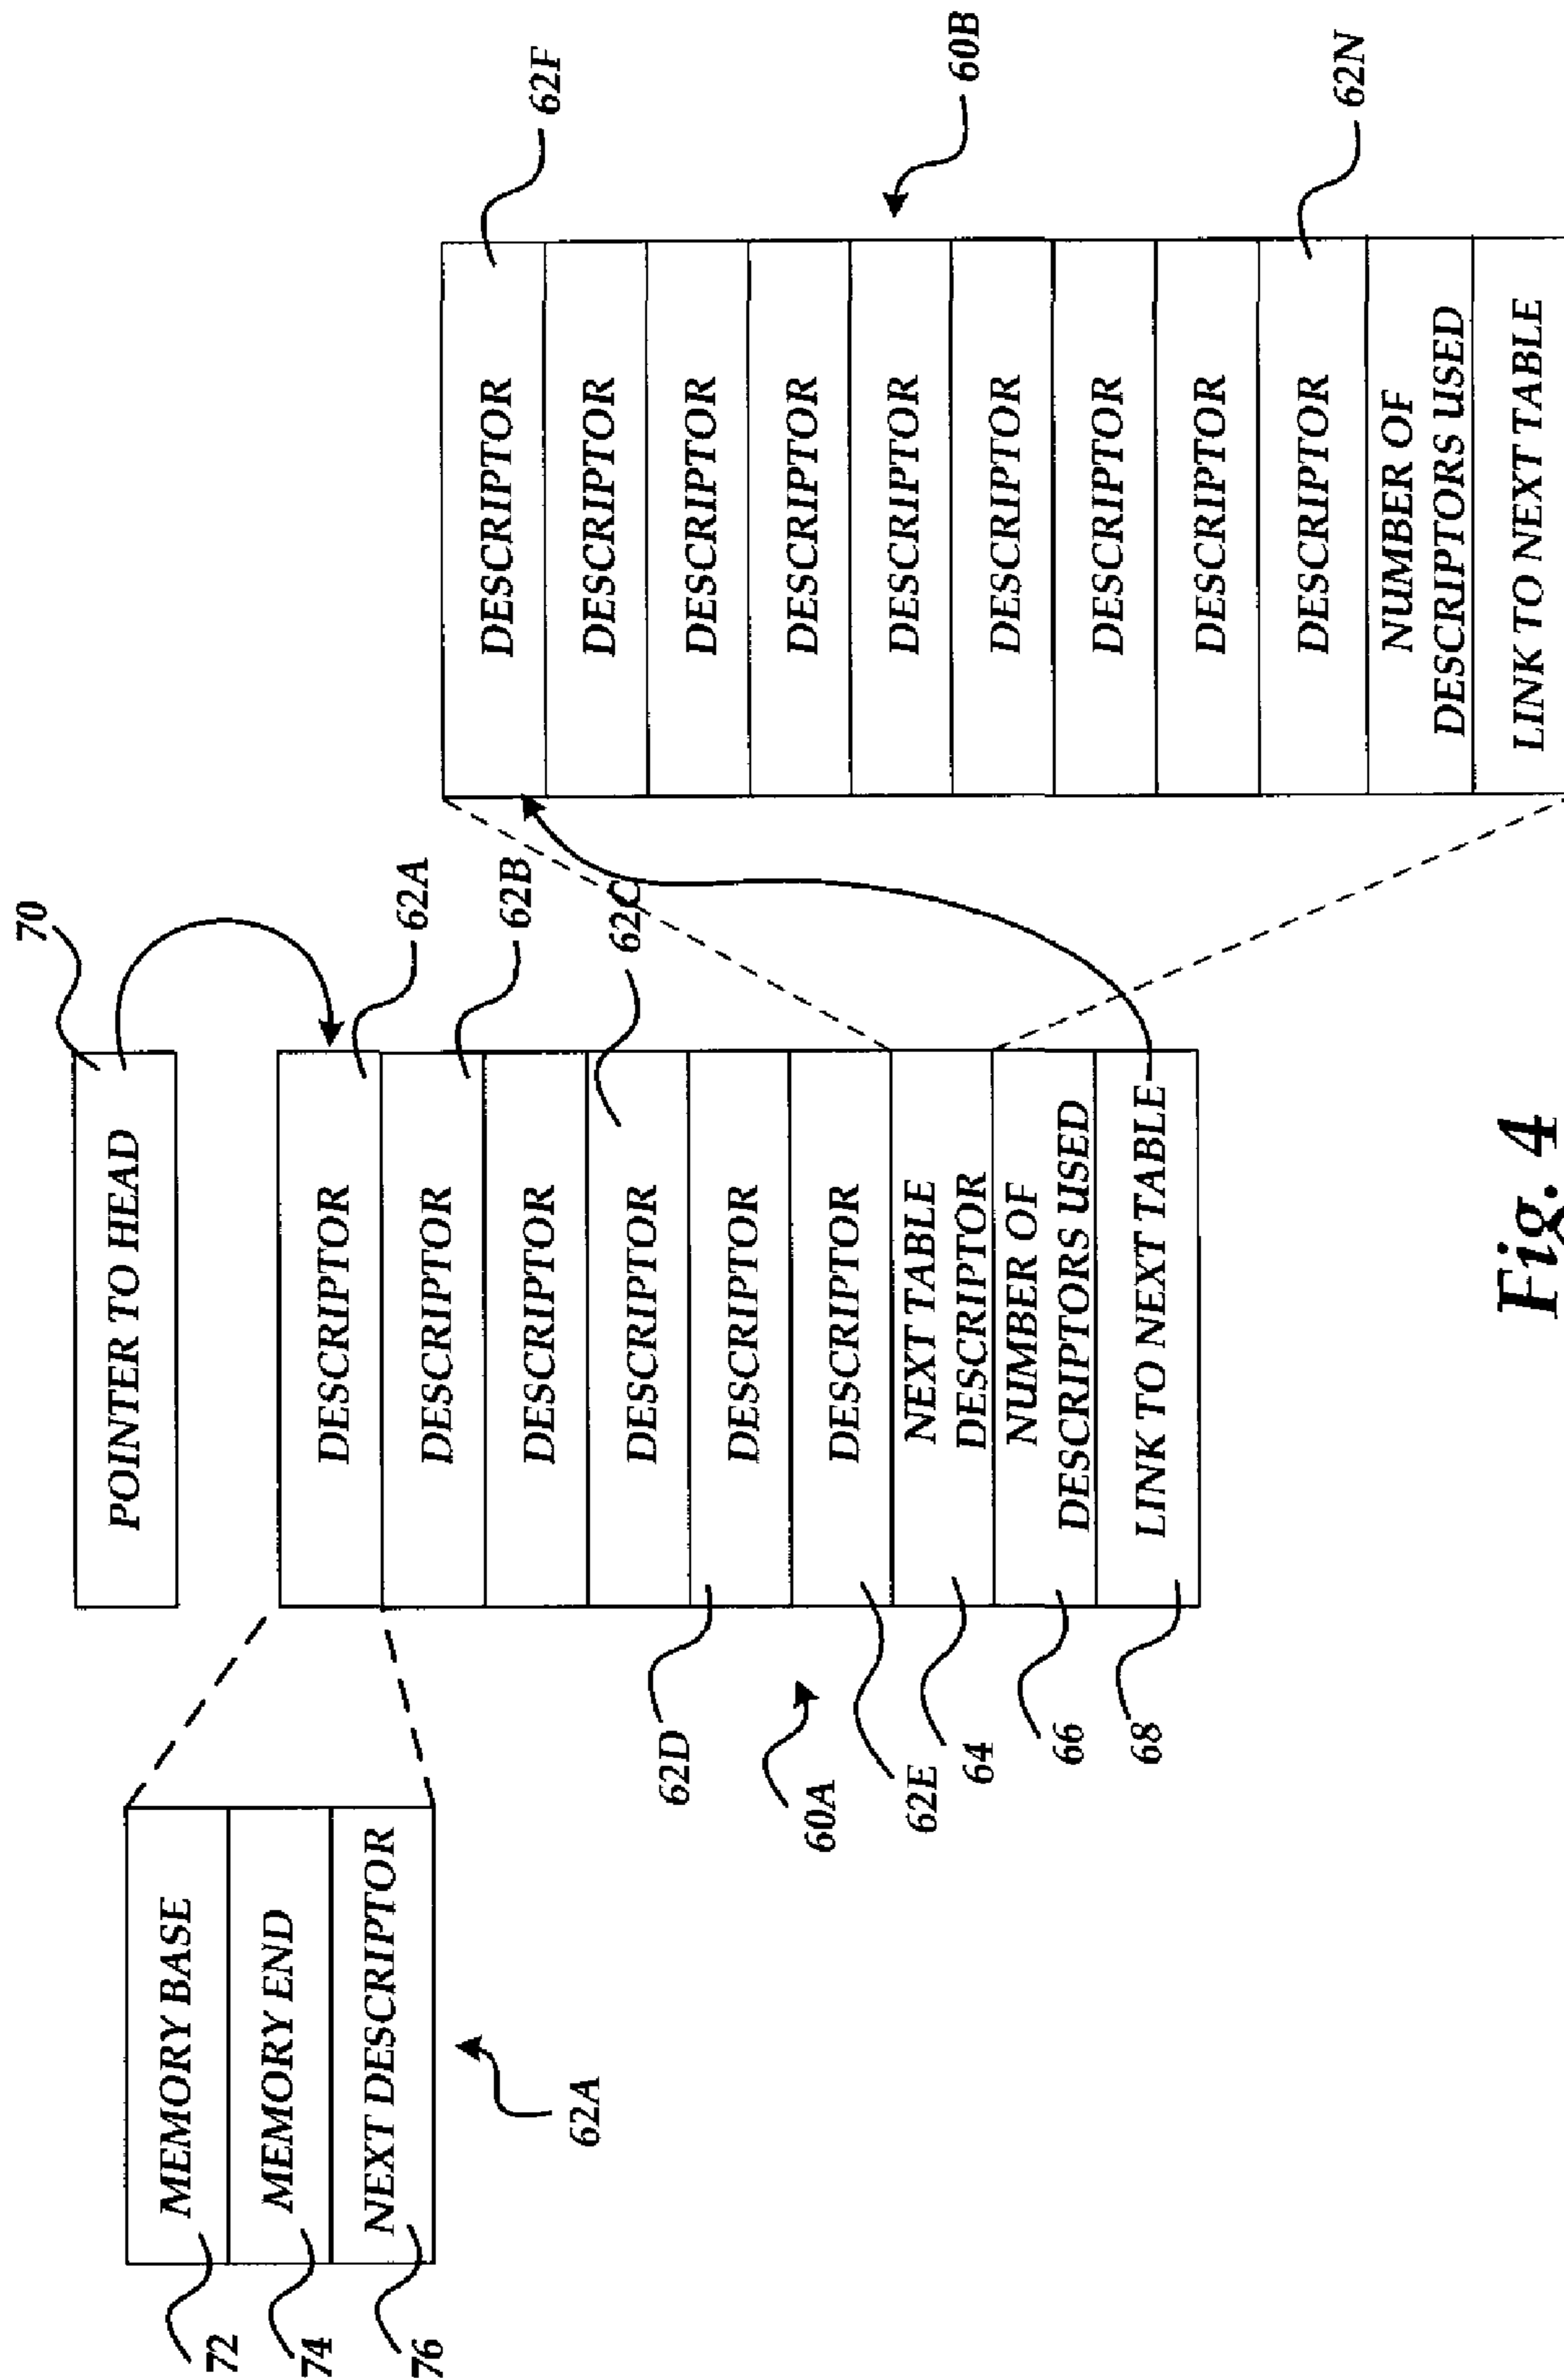 70
POINTER TO HEAD
MEMORY BASE
MEMORY END
NEXT DESCRIPTOR
72
74
76
62A
DESCRIPTOR
DESCRIPTOR
DESCRIPTOR
DESCRIPTOR
DESCRIPTOR
DESCRIPTOR
NEXT TABLE
DESCRIPTOR
NUMBER OF
DESCRIPTORS USED
LINK TO NEXT TABLE
62A
62B
62C
62D
60A
62E
64
66
68
DESCRIPTOR
DESCRIPTOR
DESCRIPTOR
DESCRIPTOR
DESCRIPTOR
DESCRIPTOR
DESCRIPTOR
DESCRIPTOR
DESCRIPTOR
NUMBER OF
DESCRIPTORS USED
LINK TO NEXT TABLE
62F
60B
62N
Fig. 4